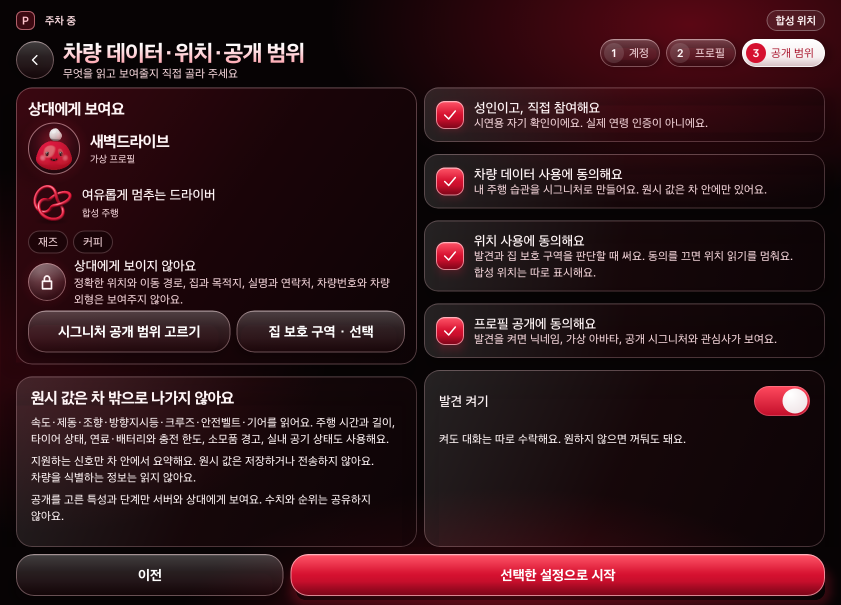 P 주차 중
합성 위치
차량 데이터·위치·공개 범위
무엇을 읽고 보여줄지 직접 골라 주세요
1 계정
2 프로필
3 공개 범위
상대에게 보여요
새벽드라이브
가상 프로필
여유롭게 멈추는 드라이버
합성 주행
재즈
커피
상대에게 보이지 않아요
정확한 위치와 이동 경로, 집과 목적지, 실명과 연락처, 차량번호와 차량
외형은 보여주지 않아요.
시그니처 공개 범위 고르기
집 보호 구역 · 선택
원시 값은 차 밖으로 나가지 않아요
속도·제동·조향·방향지시등·크루즈·안전벨트·기어를 읽어요. 주행 시간과 길이,
타이어 상태, 연료·배터리와 충전 한도, 소모품 경고, 실내 공기 상태도 사용해요.
지원하는 신호만 차 안에서 요약해요. 원시 값은 저장하거나 전송하지 않아요.
차량을 식별하는 정보는 읽지 않아요.
공개를 고른 특성과 단계만 서버와 상대에게 보여요. 수치와 순위는 공유하지
않아요.
성인이고, 직접 참여해요
시연용 자기 확인이에요. 실제 연령 인증이 아니에요.
차량 데이터 사용에 동의해요
내 주행 습관을 시그니처로 만들어요. 원시 값은 차 안에만 있어요.
위치 사용에 동의해요
발견과 집 보호 구역을 판단할 때 써요. 동의를 끄면 위치 읽기를 멈춰요.
합성 위치는 따로 표시해요.
프로필 공개에 동의해요
발견을 켜면 닉네임, 가상 아바타, 공개 시그니처와 관심사가 보여요.
발견 켜기
켜도 대화는 따로 수락해요. 원하지 않으면 꺼둬도 돼요.
이전
선택한 설정으로 시작